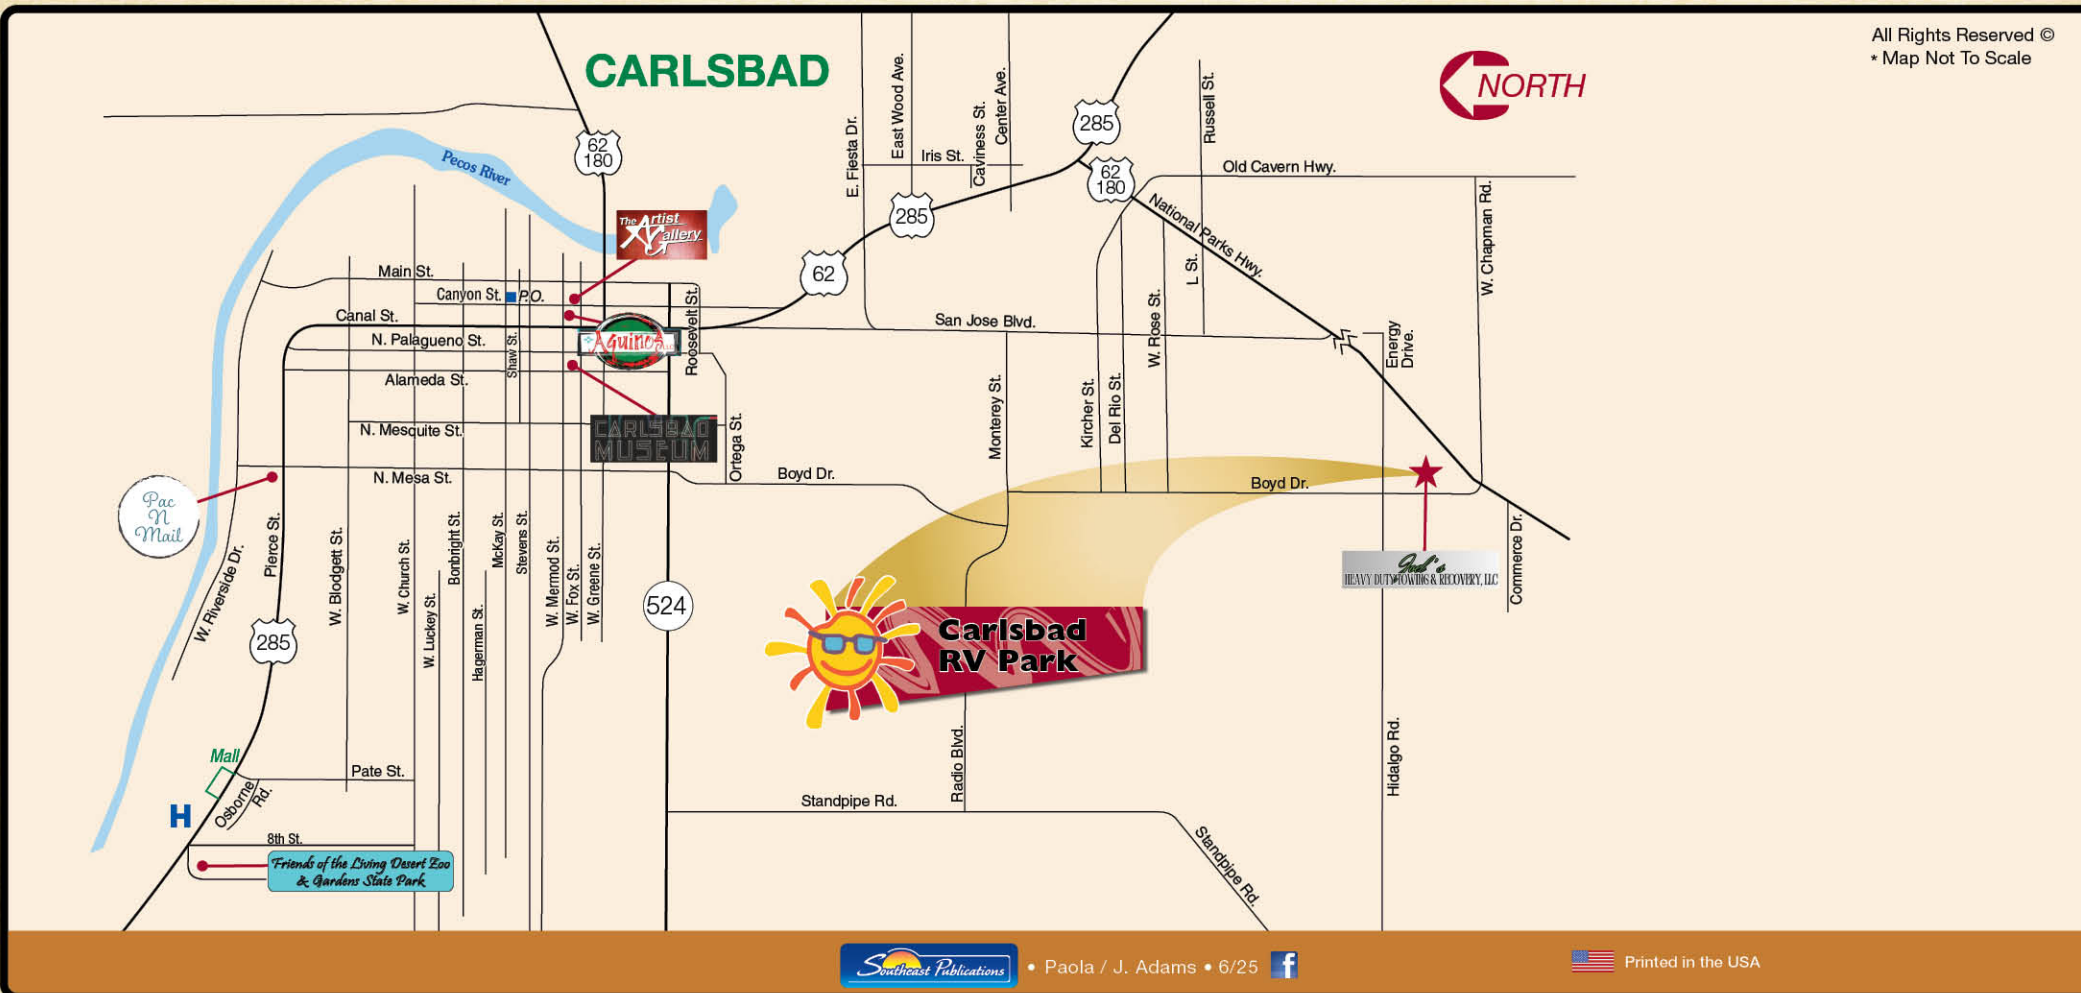 CARLSBAD
All Rights Reserved ©
* Map Not To Scale
NORTH
62
180
285
62
180
285
62
285
524
Pecos River
E. Fiesta Dr.
East Wood Ave.
Iris St.
Caviness St.
Center Ave.
Russell St.
Old Cavern Hwy.
National Parks Hwy.
W. Chapman Rd.
L St.
The Artist
Gallery
Main St.
Canyon St.
P.O.
Canal St.
N. Palagueno St.
Shaw St.
Alameda St.
Aquinos
Roosevelt St.
San Jose Blvd.
W. Rose St.
Energy
Drive.
N. Mesquite St.
CARLSBAD
MUSEUM
Ortega St.
Monterey St.
Kircher St.
Del Rio St.
N. Mesa St.
Boyd Dr.
Boyd Dr.
Pac
N
Mail
W. Riverside Dr.
Pierce St.
W. Blodgett St.
W. Church St.
W. Luckey St.
Bonbright St.
Hagerman St.
McKay St.
Stevens St.
W. Mermod St.
W. Fox St.
W. Greene St.
HEAVY DUTY TOWING & RECOVERY, LLC
Commerce Dr.
Carlsbad
RV Park
Radio Blvd.
Hidalgo Rd.
Mall
Pate St.
Osborne
Rd.
H
8th St.
Friends of the Living Desert Zoo
& Gardens State Park
Standpipe Rd.
Standpipe Rd.
Southeast Publications
• Paola / J. Adams • 6/25
f
Printed in the USA